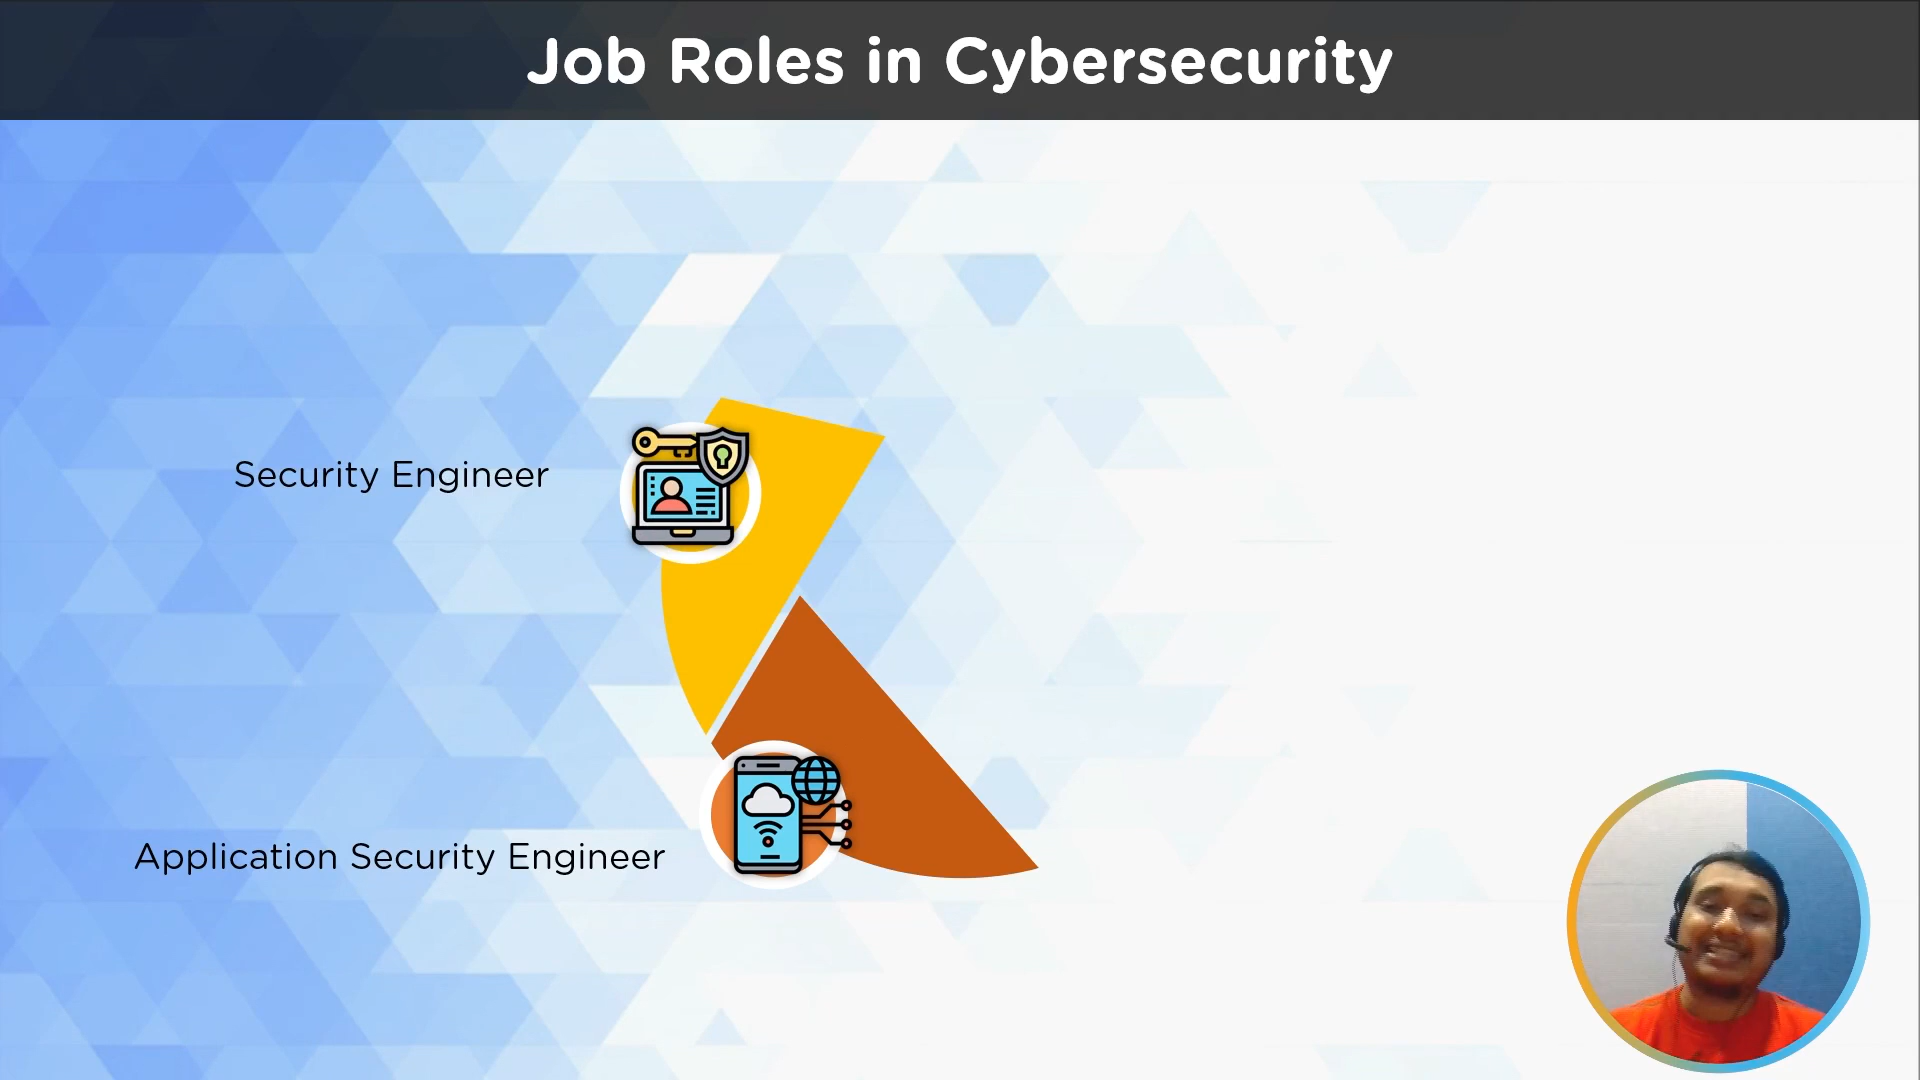 Job Roles in Cybersecurity
Security Engineer
Application Security Engineer